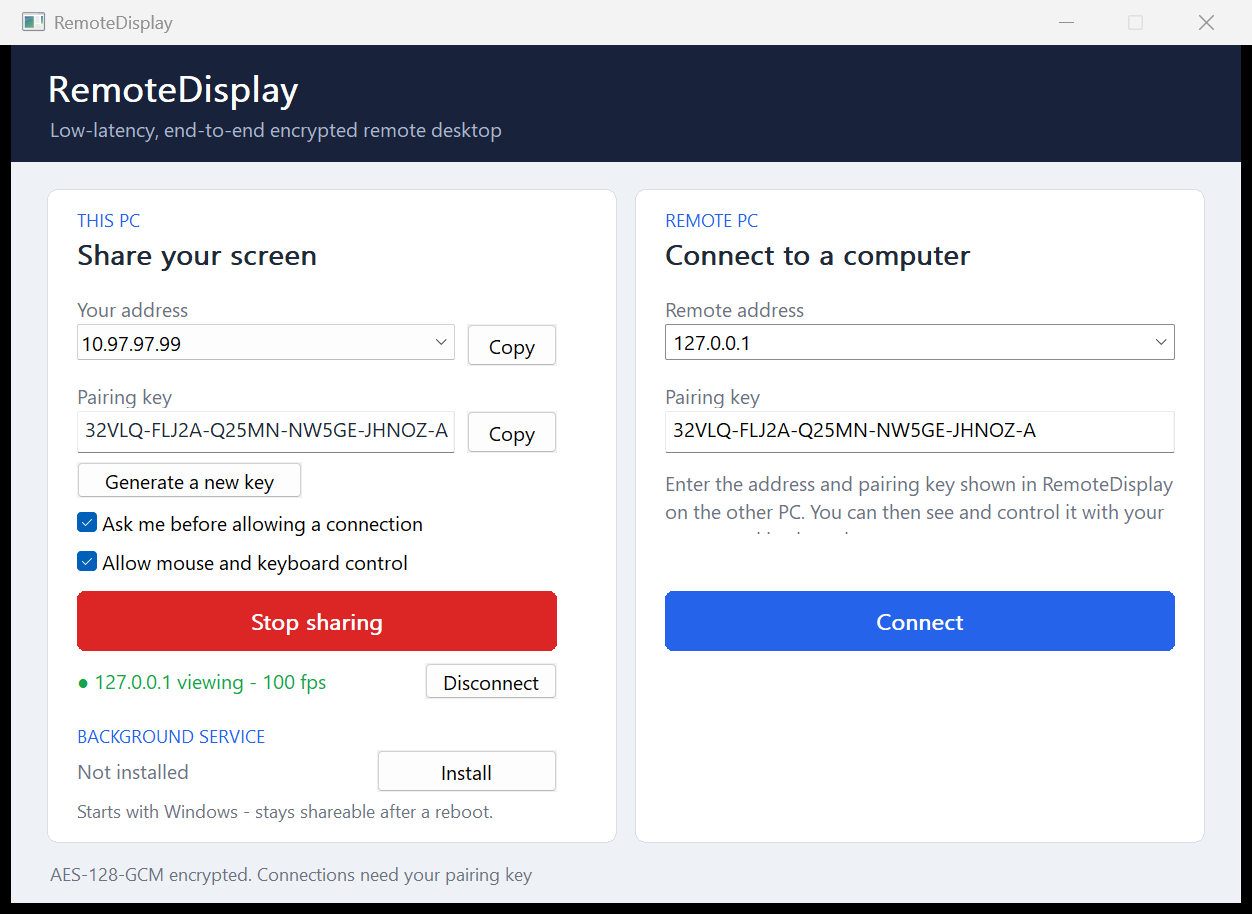 RemoteDisplay
RemoteDisplay
Low-latency, end-to-end encrypted remote desktop
THIS PC
Share your screen
Your address
10.97.97.99
Copy
Pairing key
32VLQ-FLJ2A-Q25MN-NW5GE-JHNOZ-A
Copy
Generate a new key
Ask me before allowing a connection
Allow mouse and keyboard control
Stop sharing
● 127.0.0.1 viewing - 100 fps
Disconnect
BACKGROUND SERVICE
Not installed
Install
Starts with Windows - stays shareable after a reboot.
REMOTE PC
Connect to a computer
Remote address
127.0.0.1
Pairing key
32VLQ-FLJ2A-Q25MN-NW5GE-JHNOZ-A
Enter the address and pairing key shown in RemoteDisplay
on the other PC. You can then see and control it with your
Connect
AES-128-GCM encrypted. Connections need your pairing key